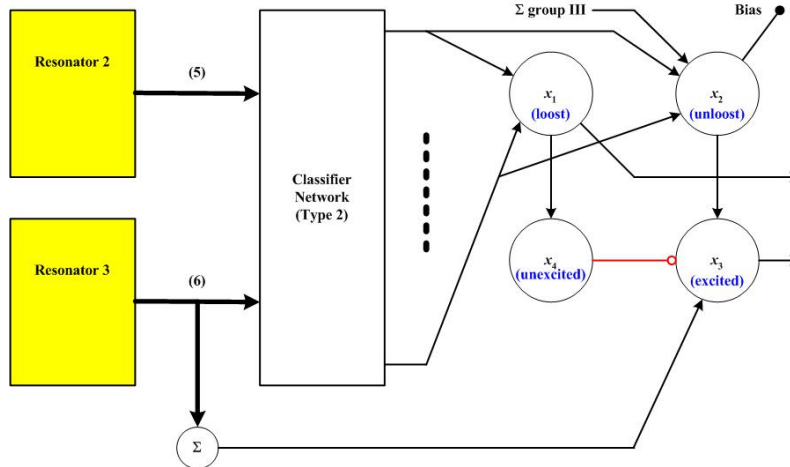 Σ group III
Bias
Resonator 2
(5)
x1
(loost)
x2
(unloost)
Classifier
Network
(Type 2)
Resonator 3
(6)
x4
(unexcited)
x3
(excited)
Σ